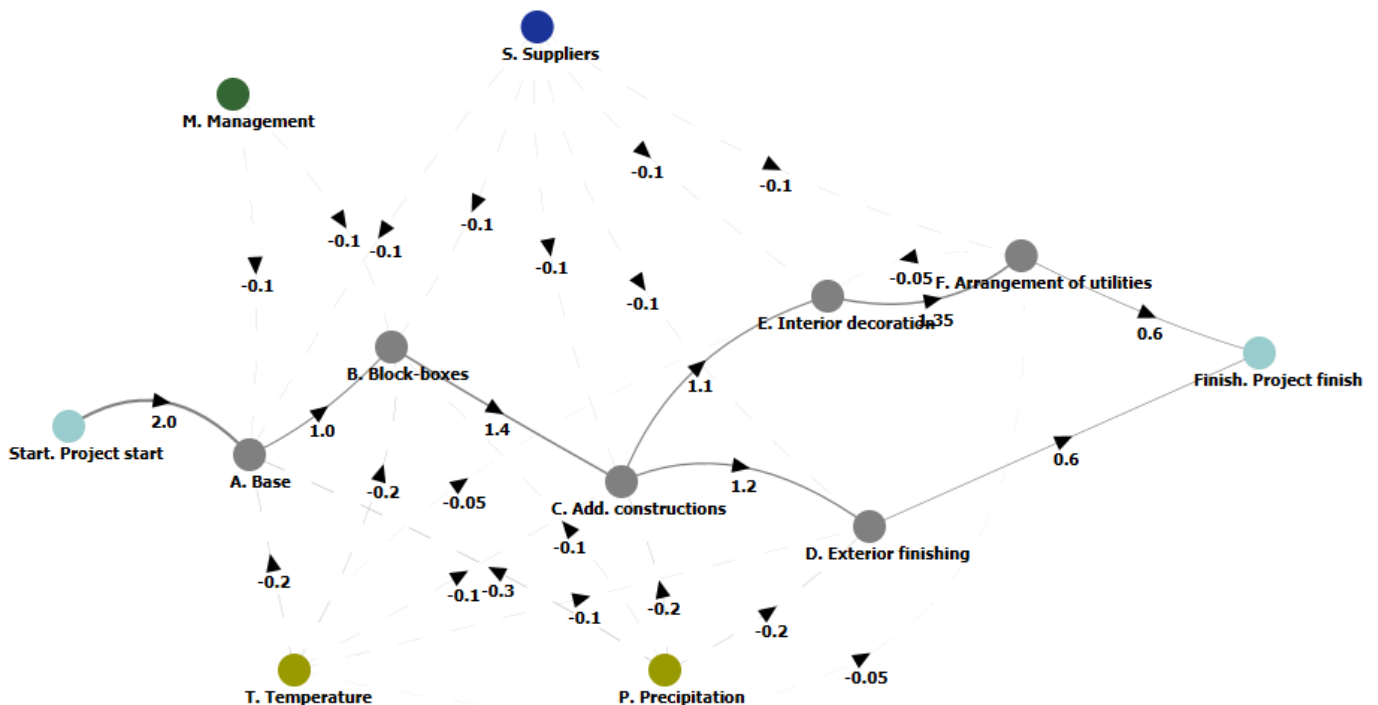 S. Suppliers
M. Management
-0.1
-0.1
-0.1
-0.1
-0.1
-0.1
-0.1
-0.1
-0.1
-0.05
F. Arrangement of utilities
E. Interior decoration
1.35
0.6
B. Block-boxes
Finish. Project finish
1.1
2.0
1.0
1.4
Start. Project start
0.6
A. Base
1.2
-0.2
-0.05
C. Add. constructions
-0.1
D. Exterior finishing
-0.2
-0.1
-0.3
-0.1
-0.2
-0.2
-0.05
T. Temperature
P. Precipitation